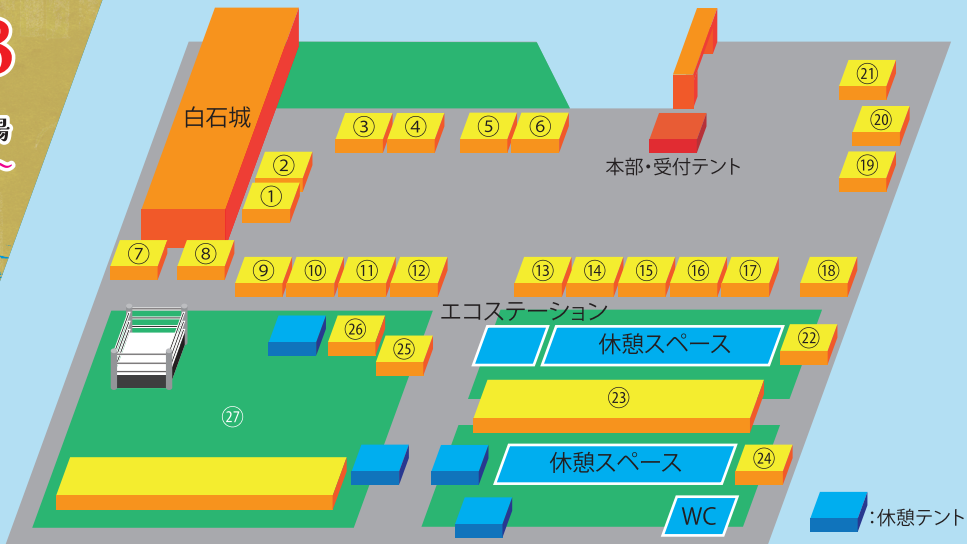 3
場
～
白石城
③ ④ ⑤ ⑥
本部・受付テント
㉑
⑳
⑲
②
①
⑦ ⑧ ⑨ ⑩ ⑪ ⑫ ⑬ ⑭ ⑮ ⑯ ⑰ ⑱
エコステーション
休憩スペース
㉒
㉖
㉕
㉓
㉗
休憩スペース
㉔
WC
:休憩テント